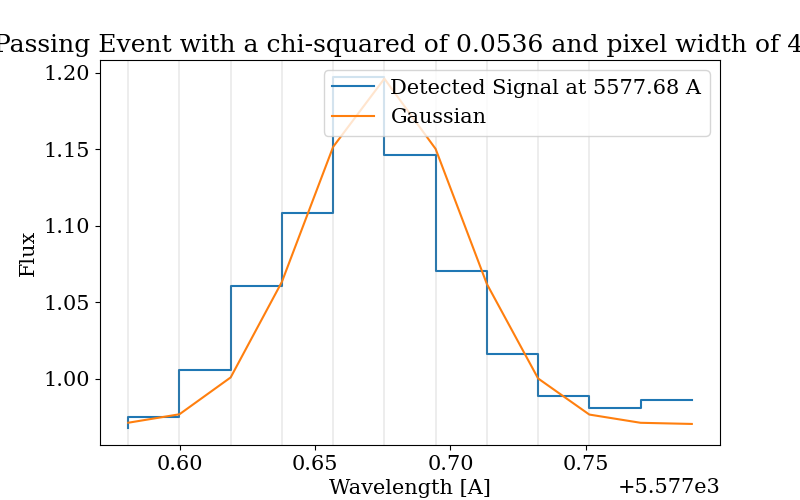 Passing Event with a chi-squared of 0.0536 and pixel width of 4
Detected Signal at 5577.68 A
Gaussian
Flux
1.20
1.15
1.10
1.05
1.00
0.60 0.65 0.70 0.75
+5.577e3
Wavelength [A]